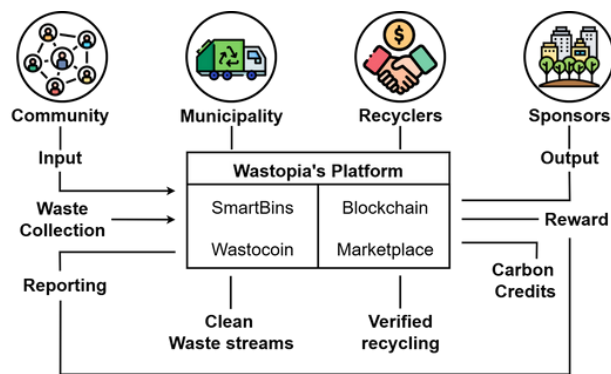 Community
Municipality
Recyclers
Sponsors
Input
Output
Wastopia's Platform
SmartBins
Blockchain
Waste
Collection
Reward
Wastocoin
Marketplace
Reporting
Carbon
Credits
Clean
Waste streams
Verified
recycling
$